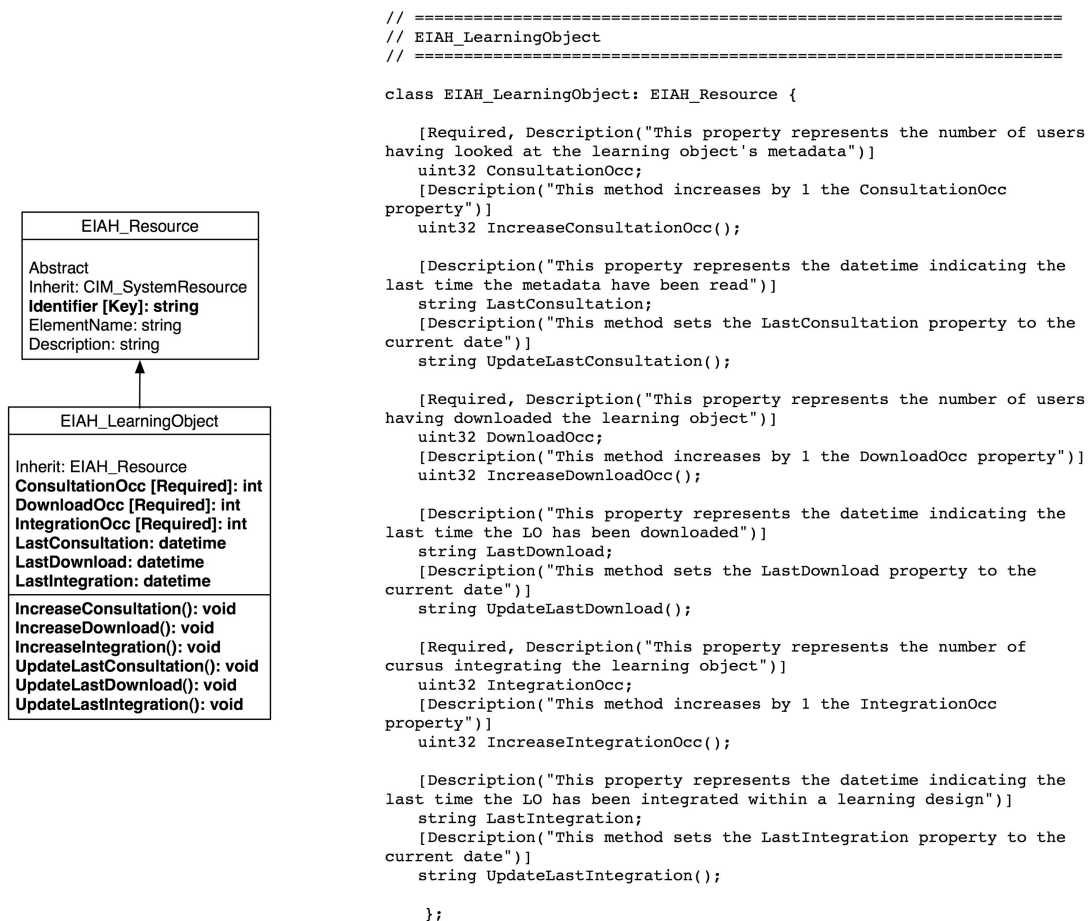 EIAH_Resource
Abstract
Inherit: CIM_SystemResource
Identifier [Key]: string
ElementName: string
Description: string
EIAH_LearningObject
Inherit: EIAH_Resource
ConsultationOcc [Required]: int
DownloadOcc [Required]: int
IntegrationOcc [Required]: int
LastConsultation: datetime
LastDownload: datetime
LastIntegration: datetime
IncreaseConsultation(): void
IncreaseDownload(): void
IncreaseIntegration(): void
UpdateLastConsultation(): void
UpdateLastDownload(): void
UpdateLastIntegration(): void
// ==================================================================
// EIAH_LearningObject
// ==================================================================
class EIAH_LearningObject: EIAH_Resource {
[Required, Description("This property represents the number of users
having looked at the learning object's metadata")]
uint32 ConsultationOcc;
[Description("This method increases by 1 the ConsultationOcc
property")]
uint32 IncreaseConsultationOcc();
[Description("This property represents the datetime indicating the
last time the metadata have been read")]
string LastConsultation;
[Description("This method sets the LastConsultation property to the
current date")]
string UpdateLastConsultation();
[Required, Description("This property represents the number of users
having downloaded the learning object")]
uint32 DownloadOcc;
[Description("This method increases by 1 the DownloadOcc property")]
uint32 IncreaseDownloadOcc();
[Description("This property represents the datetime indicating the
last time the LO has been downloaded")]
string LastDownload;
[Description("This method sets the LastDownload property to the
current date")]
string UpdateLastDownload();
[Required, Description("This property represents the number of
cursus integrating the learning object")]
uint32 IntegrationOcc;
[Description("This method increases by 1 the IntegrationOcc
property")]
uint32 IncreaseIntegrationOcc();
[Description("This property represents the datetime indicating the
last time the LO has been integrated within a learning design")]
string LastIntegration;
[Description("This method sets the LastIntegration property to the
current date")]
string UpdateLastIntegration();
};